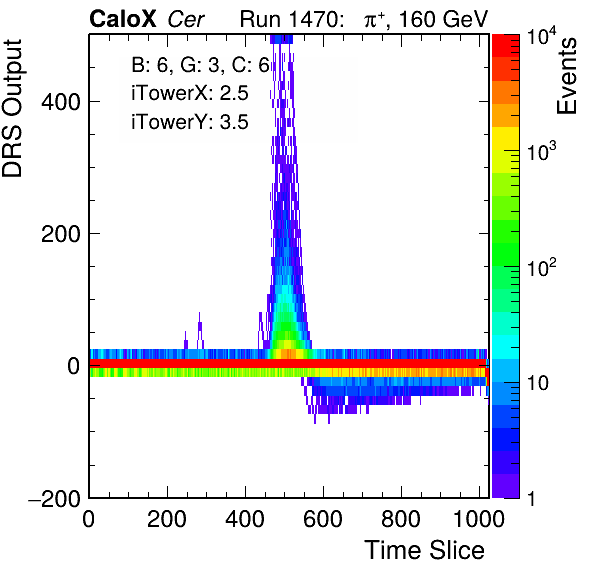 CaloX Cer Run 1470: π⁺, 160 GeV
B: 6, G: 3, C: 6
iTowerX: 2.5
iTowerY: 3.5
DRS Output
400
200
0
−200
0 200 400 600 800 1000
Time Slice
Events
10⁴
10³
10²
10
1